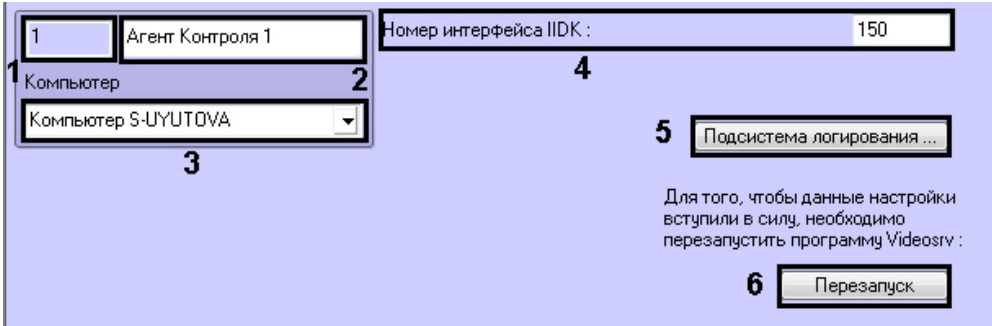 1
Агент Контроля 1
Номер интерфейса IIDK :
150
1
2
4
Компьютер
Компьютер S-UYUTOVA
3
5
Подсистема логирования ...
Для того, чтобы данные настройки
вступили в силу, необходимо
перезапустить программу Videosrv :
6
Перезапуск